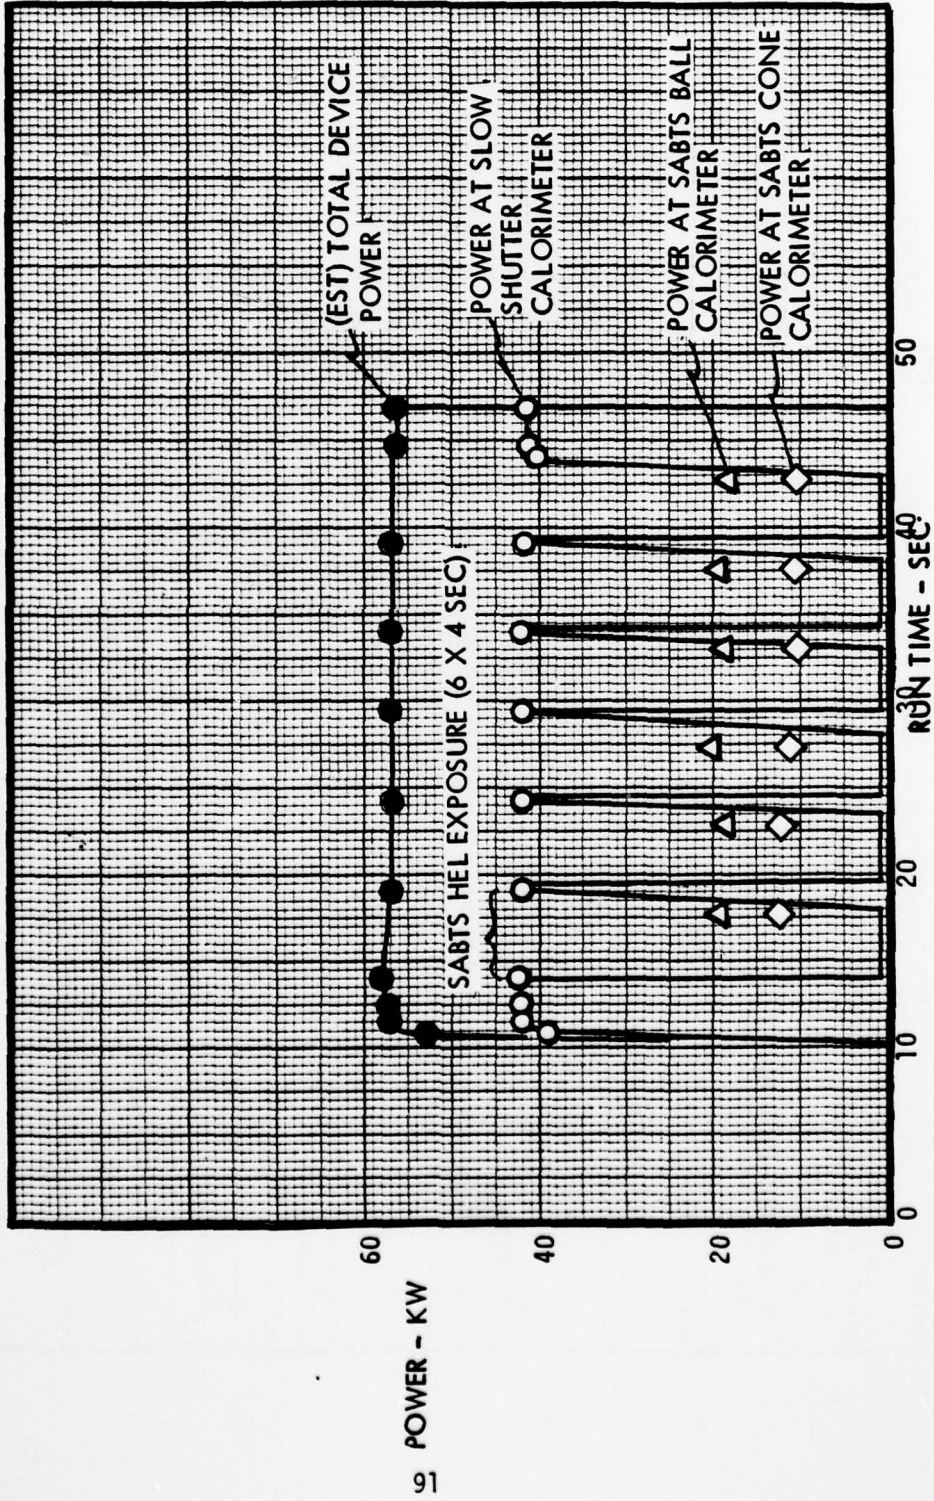 (EST) TOTAL DEVICE
POWER
POWER AT SLOW
SHUTTER
CALORIMETER
SABTS HEL EXPOSURE (6 X 4 SEC)
POWER AT SABTS BALL
CALORIMETER
POWER AT SABTS CONE
CALORIMETER
60
40
20
0
POWER - KW
0
10
20
30
40
50
RUN TIME - SEC
91